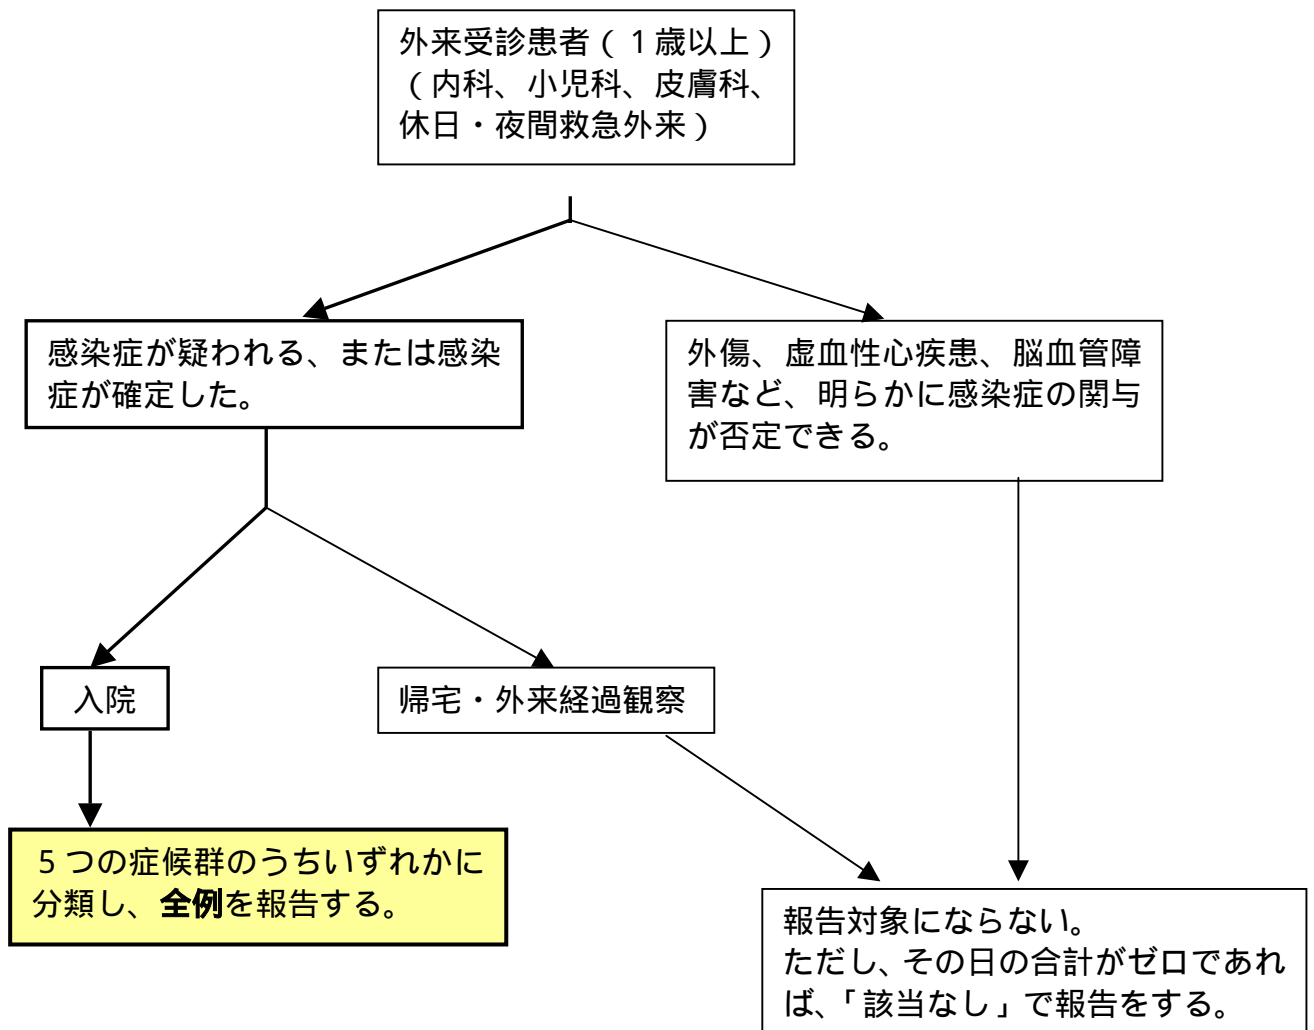 外来受診患者（1歳以上）
（内科、小児科、皮膚科、
休日・夜間救急外来）
感染症が疑われる、または感染
症が確定した。
外傷、虚血性心疾患、脳血管障
害など、明らかに感染症の関与
が否定できる。
入院
帰宅・外来経過観察
5つの症候群のうちいずれかに
分類し、全例を報告する。
報告対象にならない。
ただし、その日の合計がゼロであれ
ば、「該当なし」で報告をする。